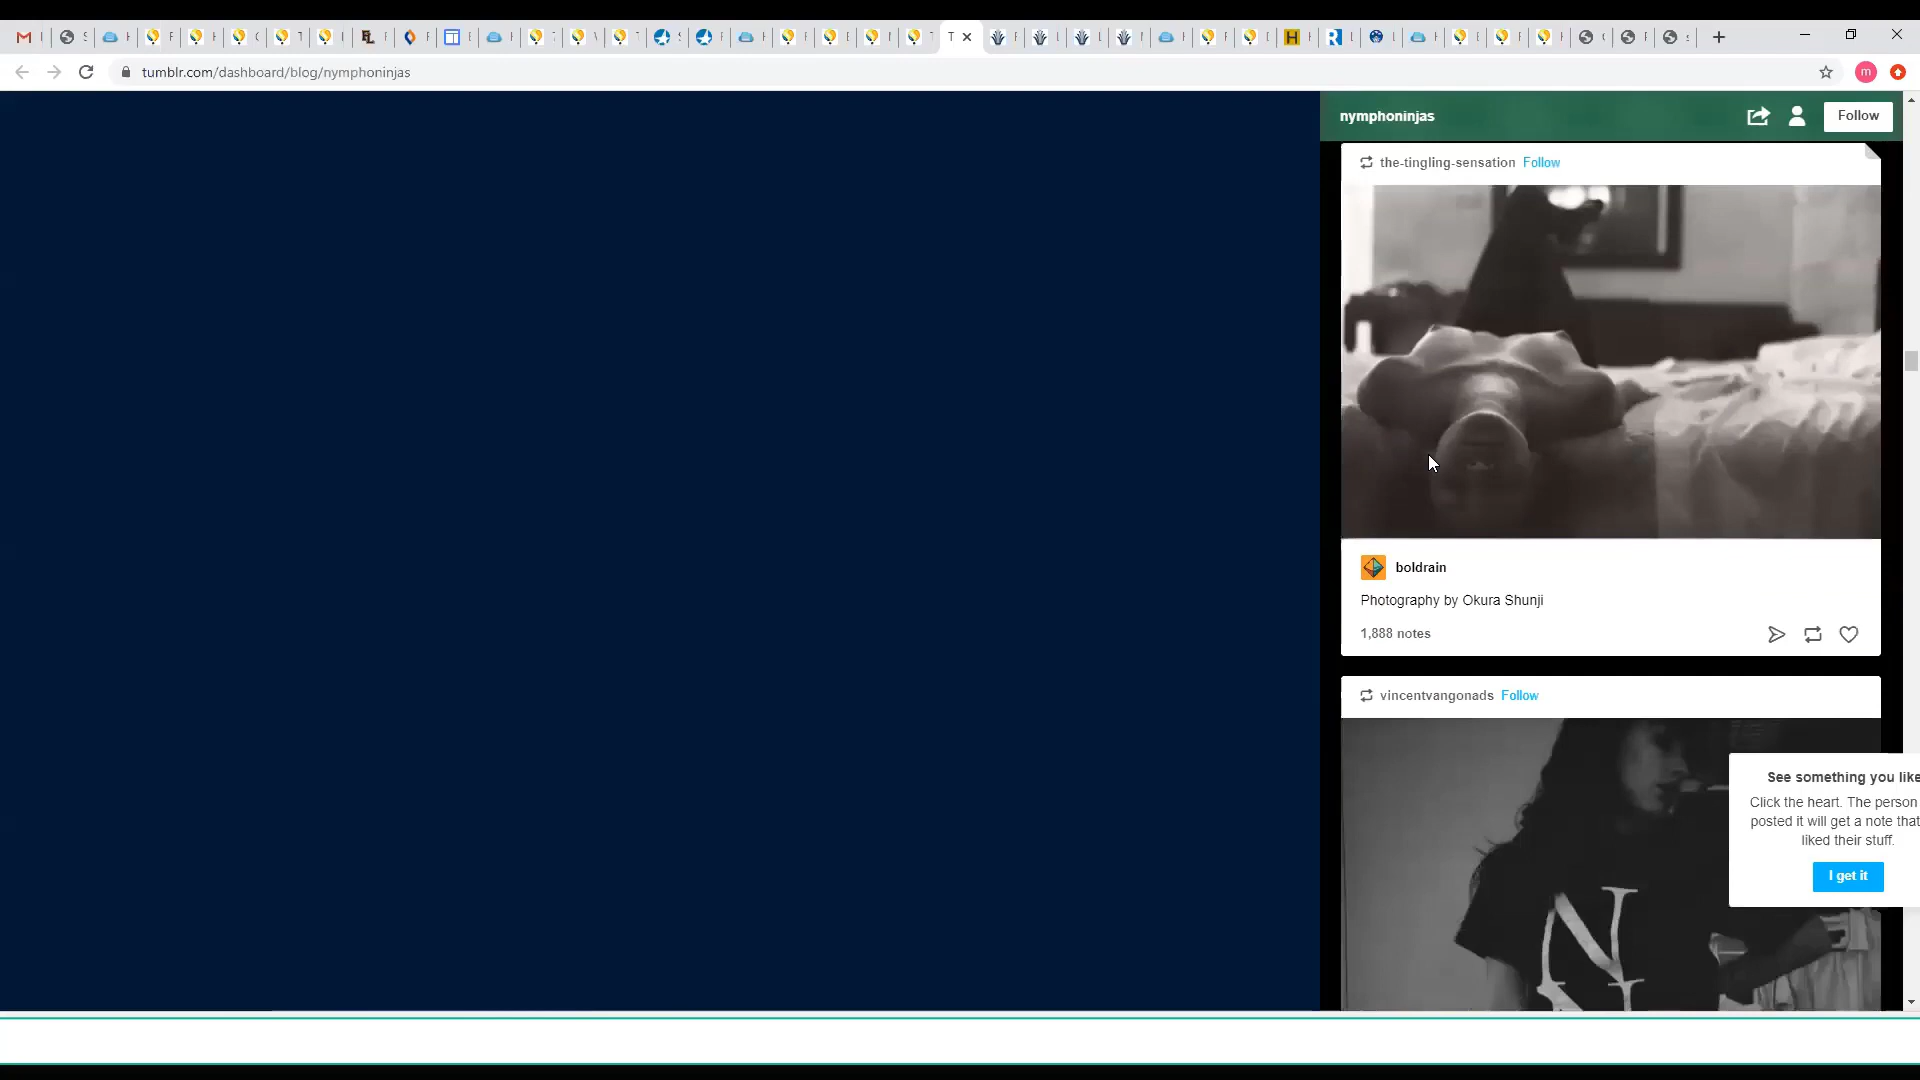 tumblr.com/dashboard/blog/nymphoninjas
m
nymphoninjas
Follow
the-tingling-sensation Follow
boldrain
Photography by Okura Shunji
1,888 notes
vincentvangonads Follow
N
See something you like
Click the heart. The person
posted it will get a note that
liked their stuff.
I get it